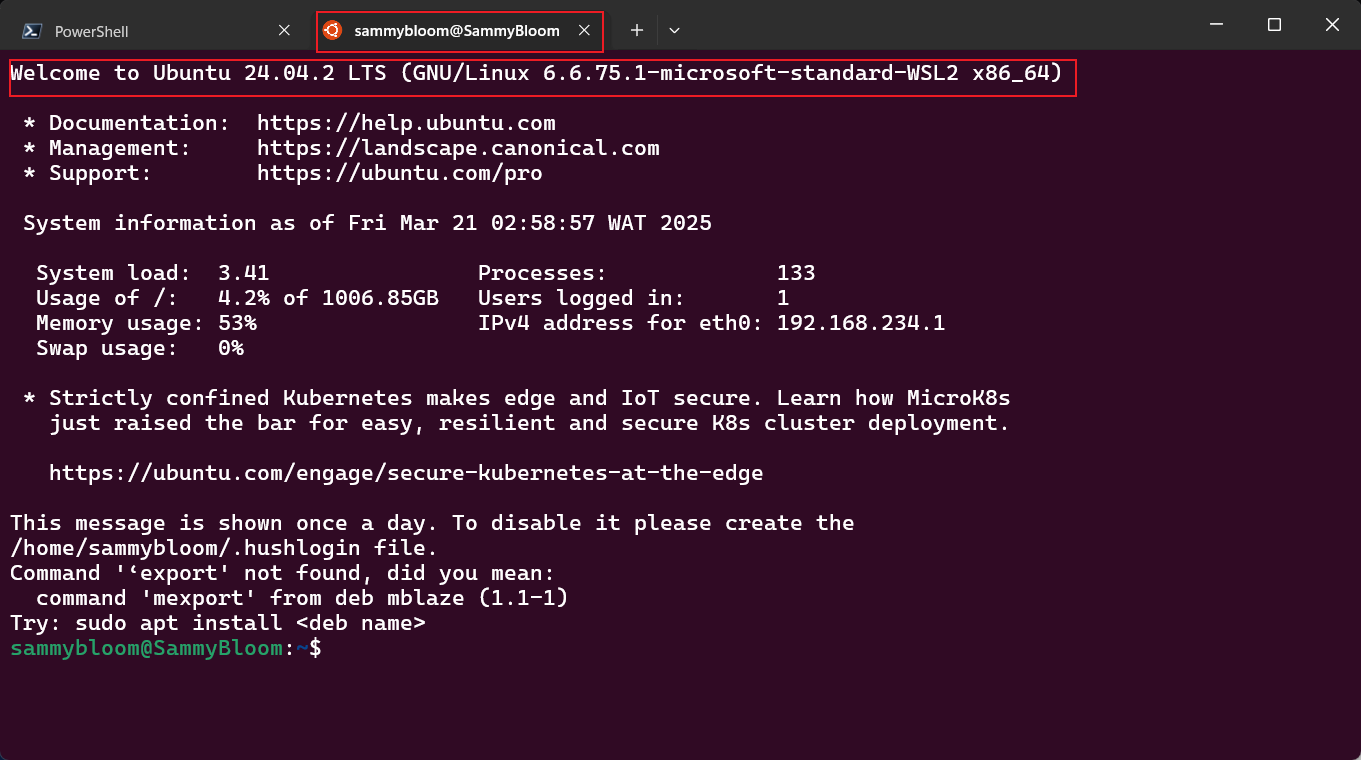 PowerShell
sammybloom@SammyBloom
Welcome to Ubuntu 24.04.2 LTS (GNU/Linux 6.6.75.1-microsoft-standard-WSL2 x86_64)
* Documentation:  https://help.ubuntu.com
* Management:     https://landscape.canonical.com
* Support:        https://ubuntu.com/pro
System information as of Fri Mar 21 02:58:57 WAT 2025
System load:  3.41                Processes:             133
Usage of /:   4.2% of 1006.85GB   Users logged in:       1
Memory usage: 53%                 IPv4 address for eth0: 192.168.234.1
Swap usage:   0%
* Strictly confined Kubernetes makes edge and IoT secure. Learn how MicroK8s
just raised the bar for easy, resilient and secure K8s cluster deployment.
https://ubuntu.com/engage/secure-kubernetes-at-the-edge
This message is shown once a day. To disable it please create the
/home/sammybloom/.hushlogin file.
Command '‘export' not found, did you mean:
command 'mexport' from deb mblaze (1.1-1)
Try: sudo apt install <deb name>
sammybloom@SammyBloom:~$